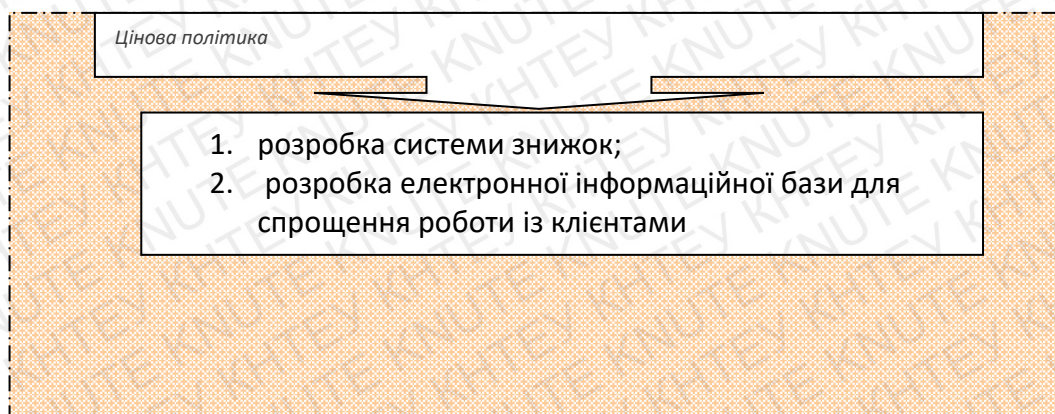 Цінова політика
1. розробка системи знижок;
2. розробка електронної інформаційної бази для
спрощення роботи із клієнтами